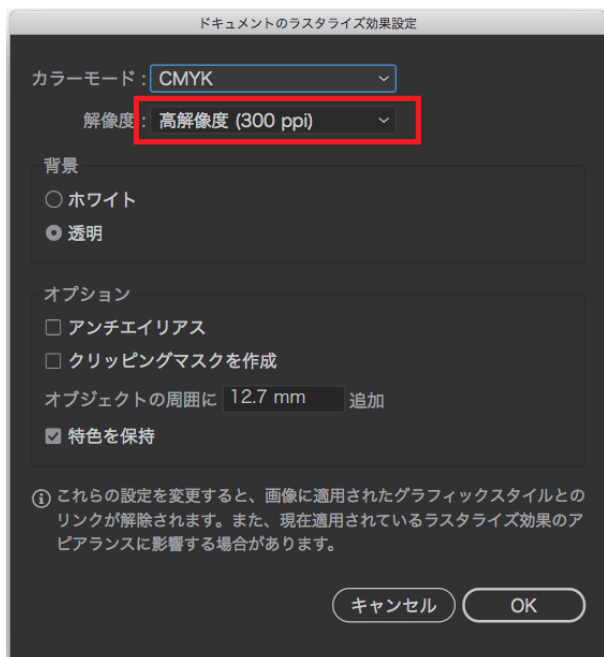 ドキュメントのラスタライズ効果設定
カラーモード : CMYK
解像度 : 高解像度 (300 ppi)
背景
ホワイト
透明
オプション
アンチエイリアス
クリッピングマスクを作成
オブジェクトの周囲に 12.7 mm 追加
特色を保持
これらの設定を変更すると、画像に適用されたグラフィックスタイルとの
リンクが解除されます。また、現在適用されているラスタライズ効果のア
ピアランスに影響する場合があります。
キャンセル OK